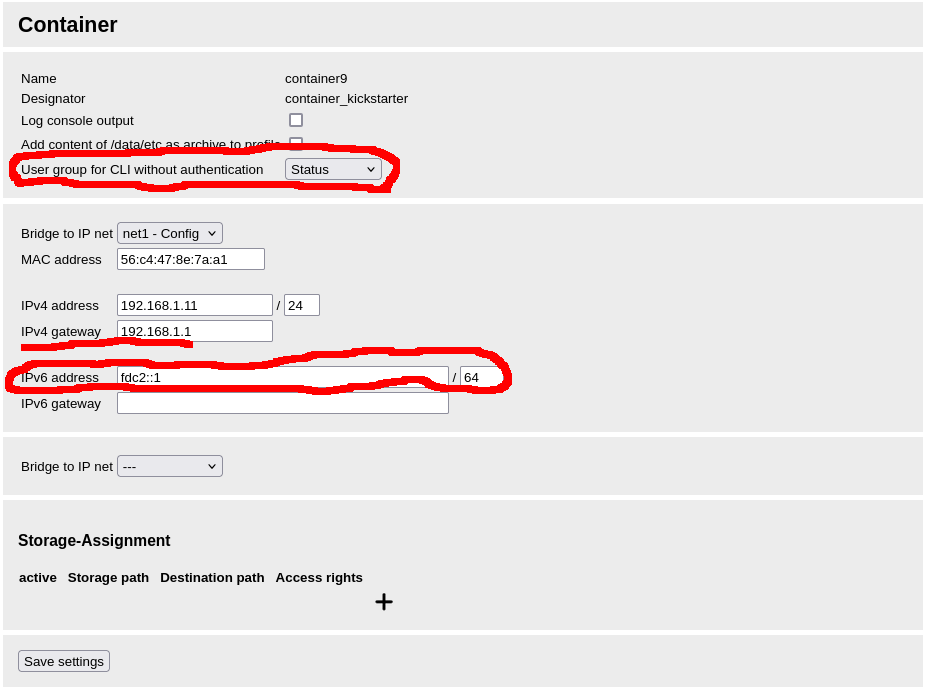 Container
Name container9
Designator container_kickstarter
Log console output
Add content of /data/etc as archive to profile
User group for CLI without authentication Status
Bridge to IP net net1 - Config
MAC address 56:c4:47:8e:7a:a1
IPv4 address 192.168.1.11 / 24
IPv4 gateway 192.168.1.1
IPv6 address fdc2::1 / 64
IPv6 gateway
Bridge to IP net ---
Storage-Assignment
active Storage path Destination path Access rights
Save settings